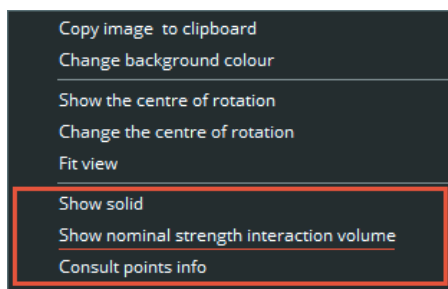 Copy image  to clipboard
Change background colour
Show the centre of rotation
Change the centre of rotation
Fit view
Show solid
Show nominal strength interaction volume
Consult points info